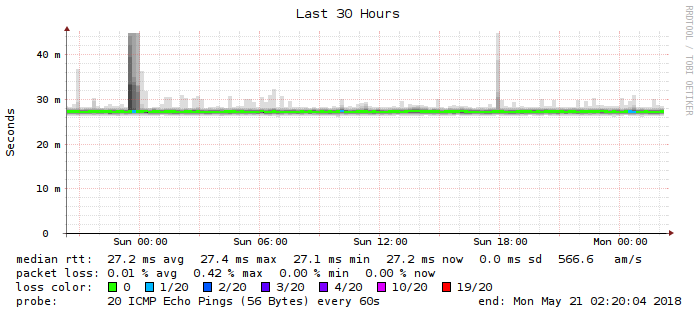 Last 30 Hours
RRDTOOL / TOBI OETIKER
Seconds
40 m
30 m
20 m
10 m
0
Sun 00:00 Sun 06:00 Sun 12:00 Sun 18:00 Mon 00:00
median rtt: 27.2 ms avg 27.4 ms max 27.1 ms min 27.2 ms now 0.0 ms sd 566.6 am/s
packet loss: 0.01 % avg 0.42 % max 0.00 % min 0.00 % now
loss color: 0 1/20 2/20 3/20 4/20 10/20 19/20
probe: 20 ICMP Echo Pings (56 Bytes) every 60s end: Mon May 21 02:20:04 2018